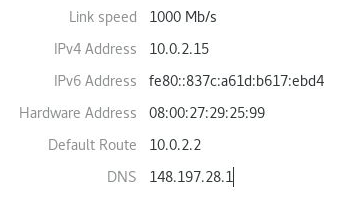 Link speed 1000 Mb/s
IPv4 Address 10.0.2.15
IPv6 Address fe80::837c:a61d:b617:ebd4
Hardware Address 08:00:27:29:25:99
Default Route 10.0.2.2
DNS 148.197.28.1